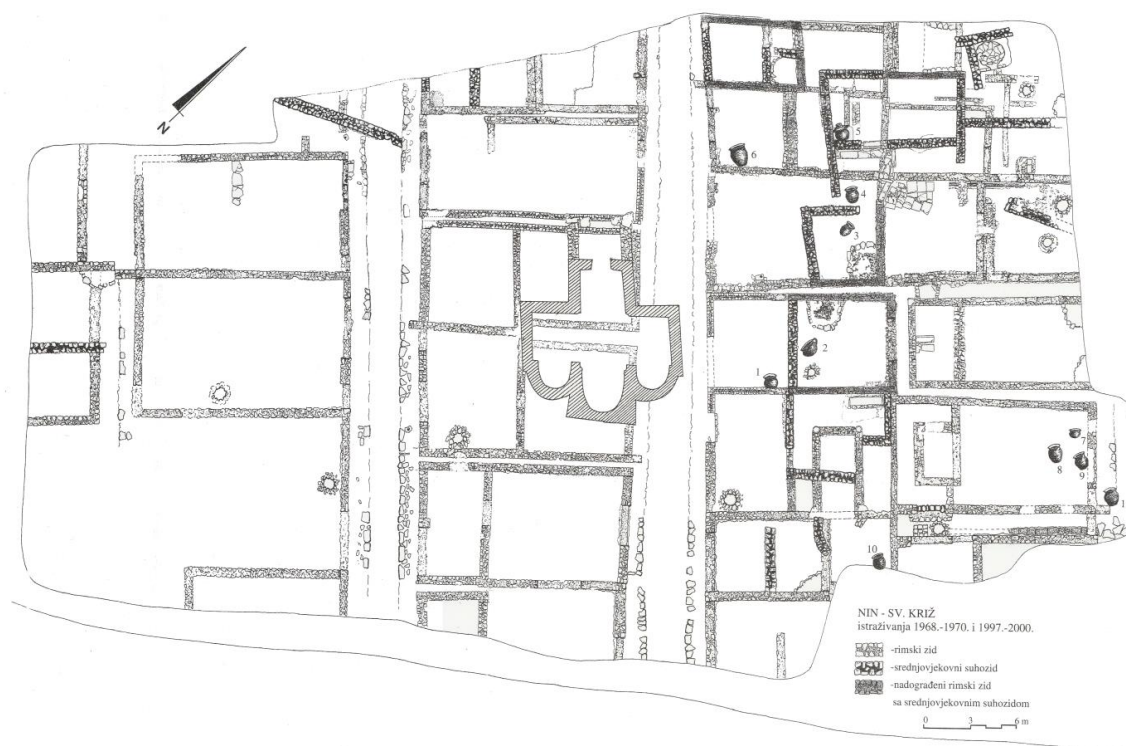 N
6
5
4
3
2
1
7
8
9
1
10
NIN - SV. KRIŽ
istraživanja 1968.-1970. i 1997.-2000.
-rimski zid
-srednjovjekovni suhozid
-nadograđeni rimski zid
sa srednjovjekovnim suhozidom
0 3 6 m